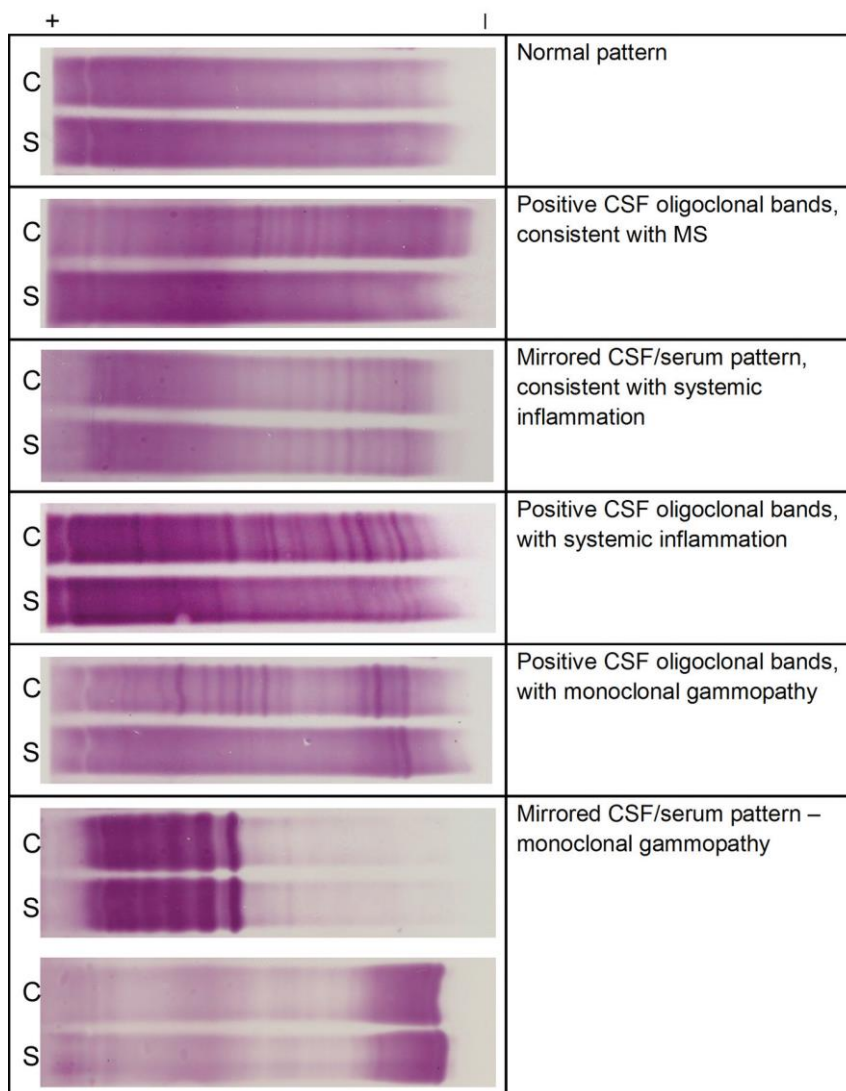 + |
C
S
Normal pattern
C
S
Positive CSF oligoclonal bands,
consistent with MS
C
S
Mirrored CSF/serum pattern,
consistent with systemic
inflammation
C
S
Positive CSF oligoclonal bands,
with systemic inflammation
C
S
Positive CSF oligoclonal bands,
with monoclonal gammopathy
C
S
Mirrored CSF/serum pattern –
monoclonal gammopathy
C
S